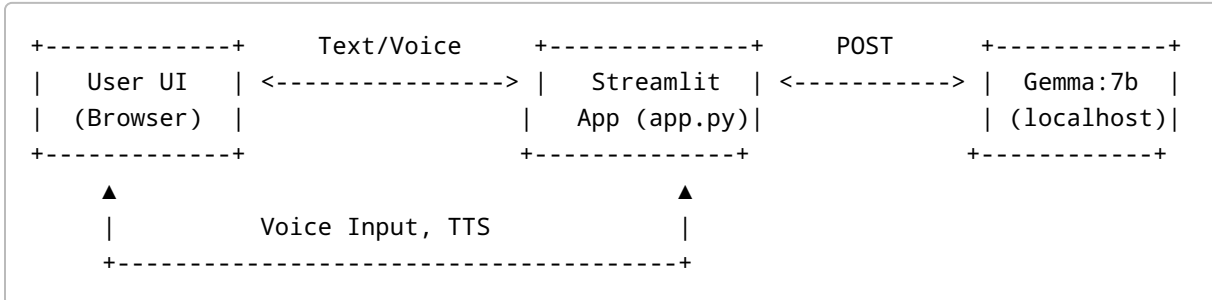 +-------------+ Text/Voice +--------------+ POST +------------+
| User UI | <----------------> | Streamlit | <-----------> | Gemma:7b |
| (Browser) | | App (app.py)| | (localhost)|
+-------------+ +--------------+ +------------+
▲ ▲
| Voice Input, TTS |
+---------------------------------------+